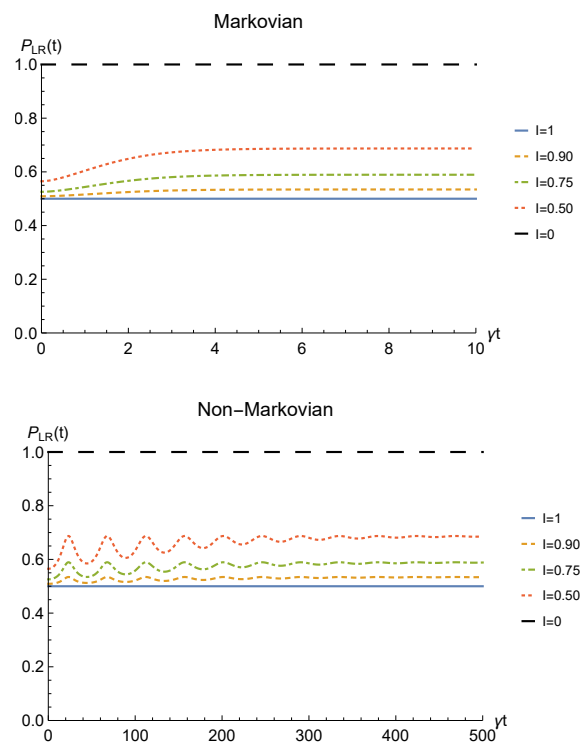 Markovian
P_LR(t)
1.0
0.8
0.6
0.4
0.2
0.0
0 2 4 6 8 10
γt
I=1
I=0.90
I=0.75
I=0.50
I=0
Non−Markovian
P_LR(t)
1.0
0.8
0.6
0.4
0.2
0.0
0 100 200 300 400 500
γt
I=1
I=0.90
I=0.75
I=0.50
I=0